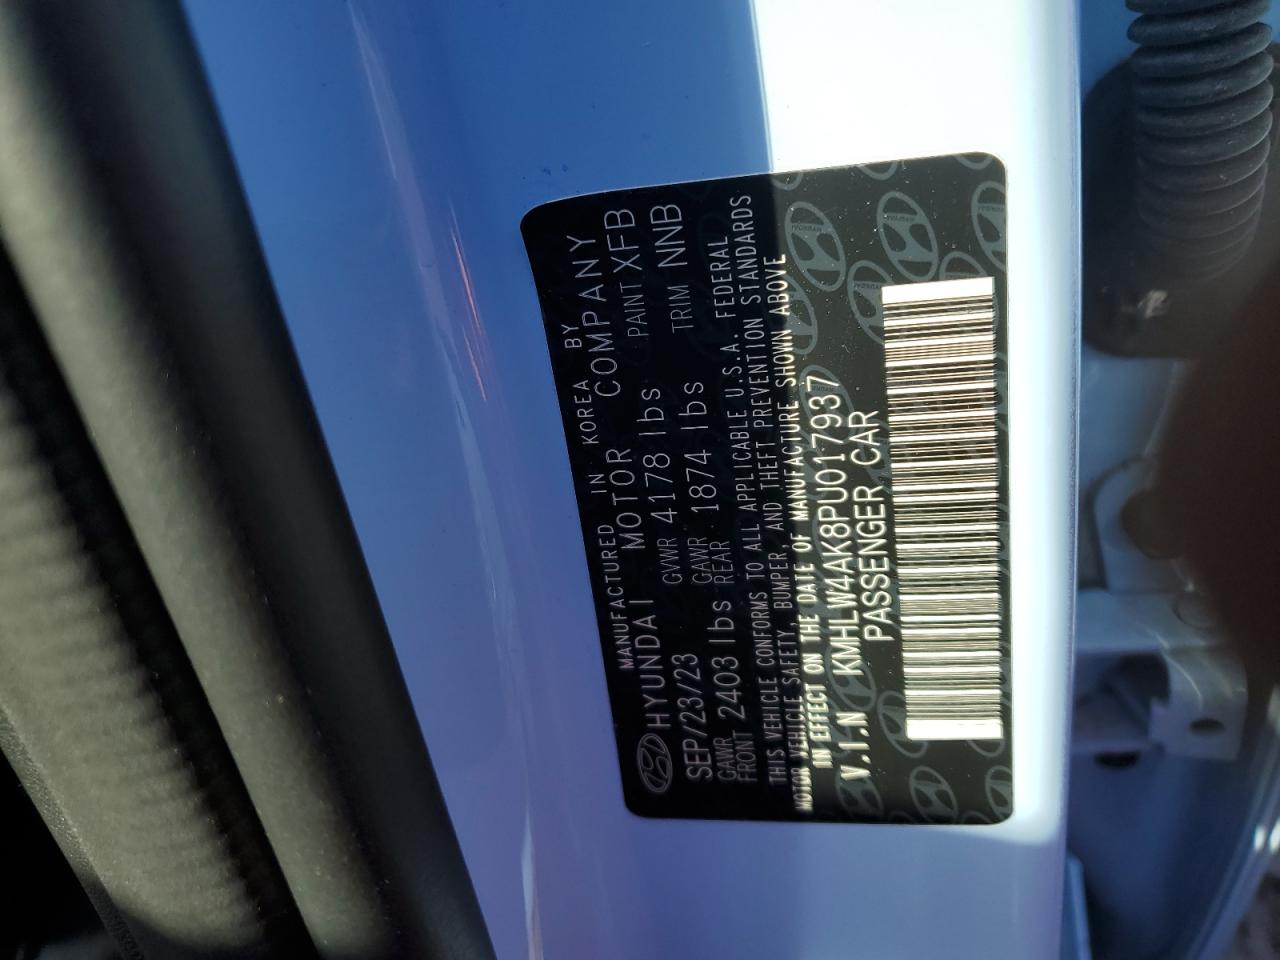 MANUFACTURED IN KOREA BY
HYUNDAI MOTOR COMPANY
SEP/23/23 GVWR 4178 lbs PAINT XFB
GAWR FRONT 2403 lbs GAWR REAR 1874 lbs TRIM NNB
THIS VEHICLE CONFORMS TO ALL APPLICABLE U.S.A. FEDERAL
MOTOR VEHICLE SAFETY, BUMPER, AND THEFT PREVENTION STANDARDS
IN EFFECT ON THE DATE OF MANUFACTURE SHOWN ABOVE
V.I.N KMHLW4AK8PU017937
PASSENGER CAR